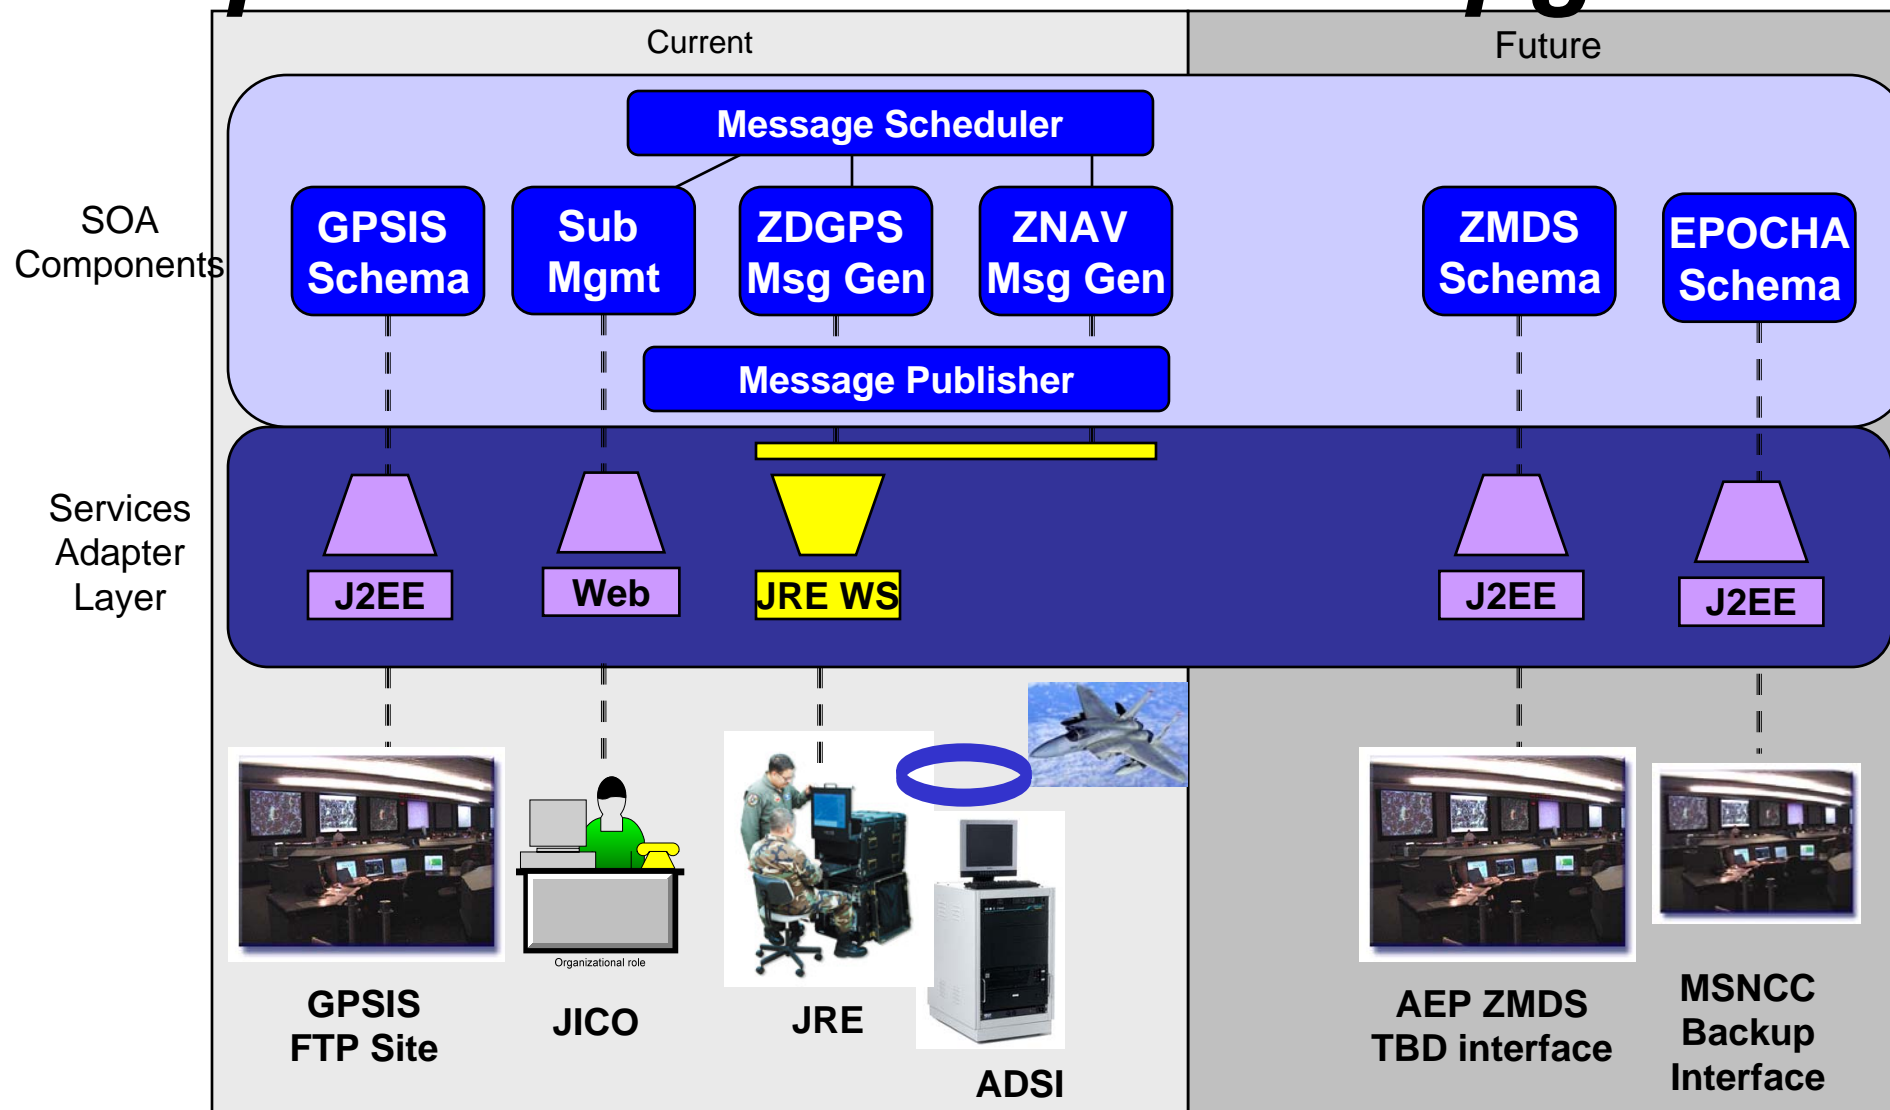 Current
Future
Message Scheduler
SOA
Components
GPSIS
Schema
Sub
Mgmt
ZDGPS
Msg Gen
ZNAV
Msg Gen
ZMDS
Schema
EPOCHA
Schema
Message Publisher
Services
Adapter
Layer
J2EE
Web
JRE WS
J2EE
J2EE
Organizational role
GPSIS
FTP Site
JICO
JRE
ADSI
AEP ZMDS
TBD interface
MSNCC
Backup
Interface